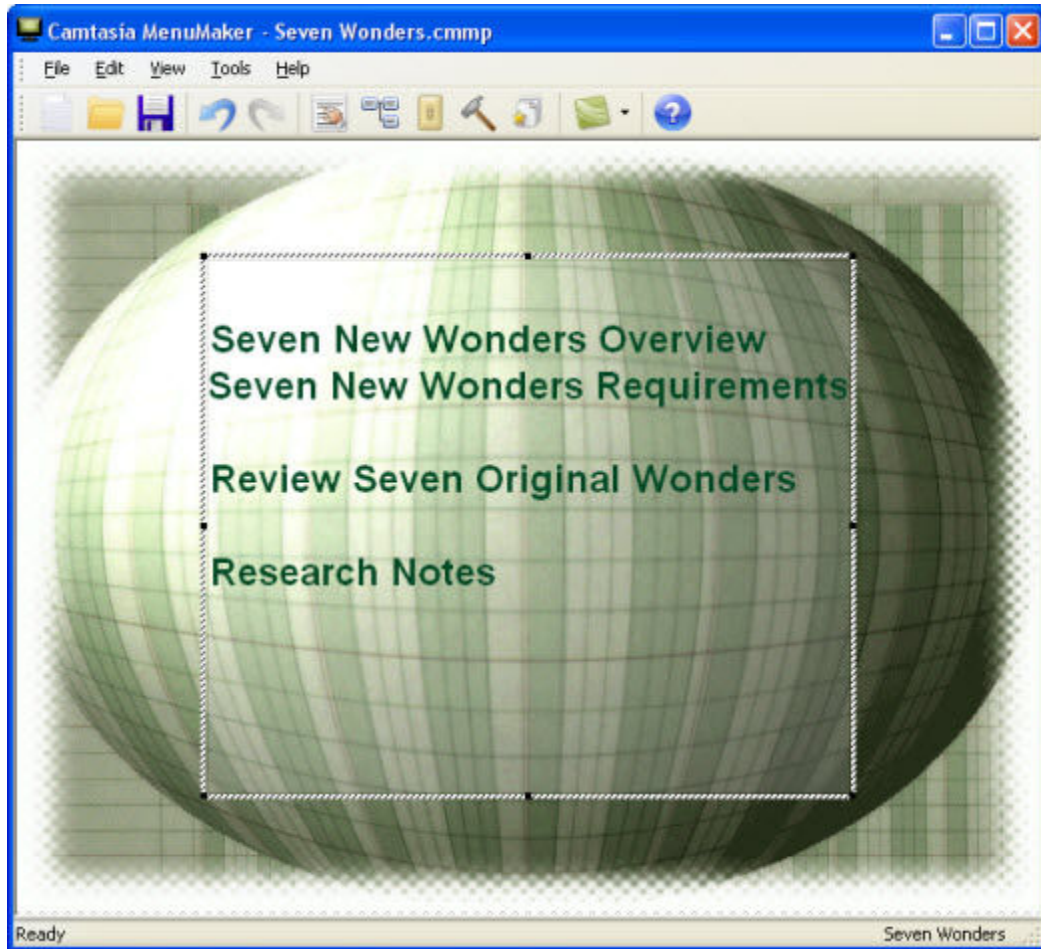 Camtasia MenuMaker - Seven Wonders.cmmp
File Edit View Tools Help
Seven New Wonders Overview
Seven New Wonders Requirements
Review Seven Original Wonders
Research Notes
Ready Seven Wonders